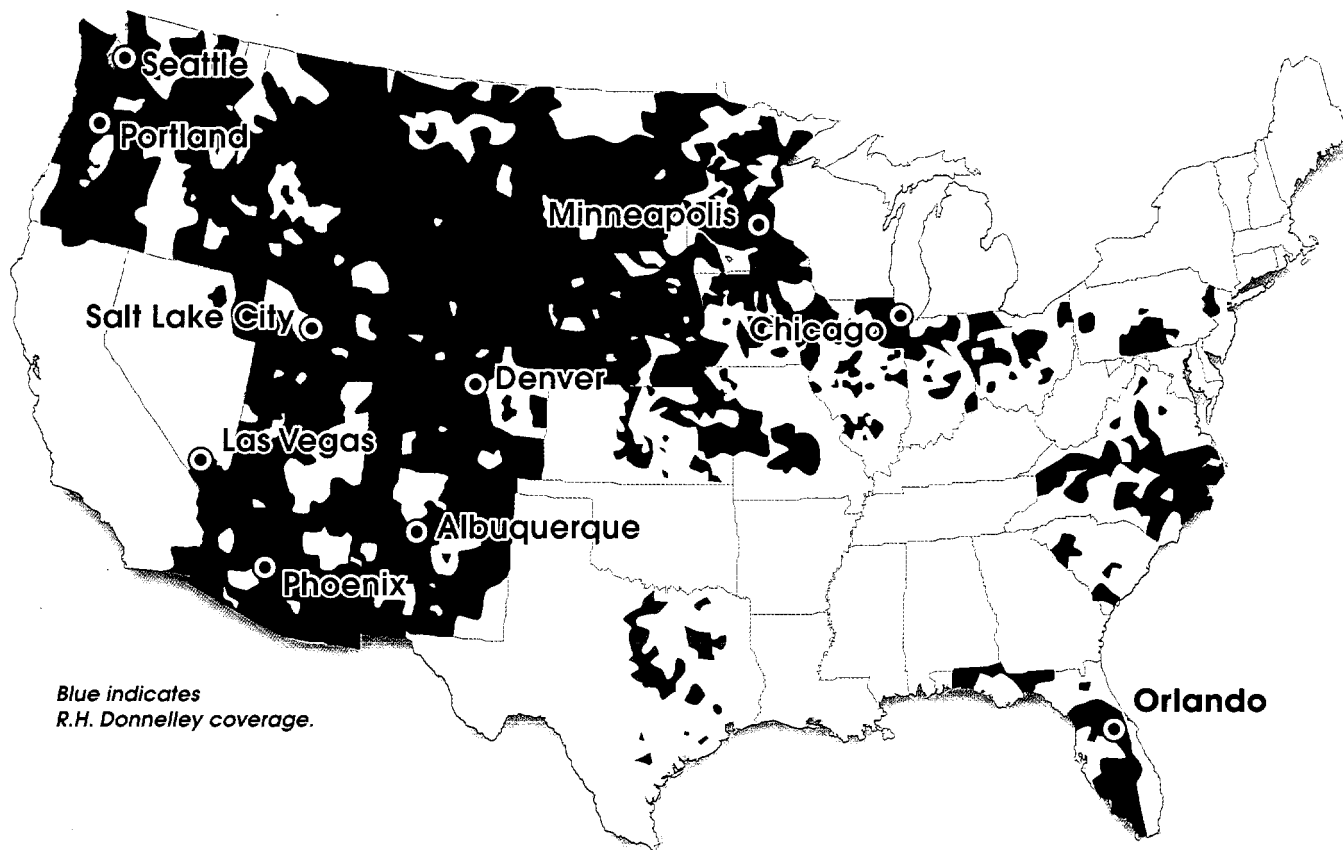 Seattle
Portland
Minneapolis
Salt Lake City
Chicago
Denver
Las Vegas
Albuquerque
Phoenix
Blue indicates
R.H. Donnelley coverage.
Orlando